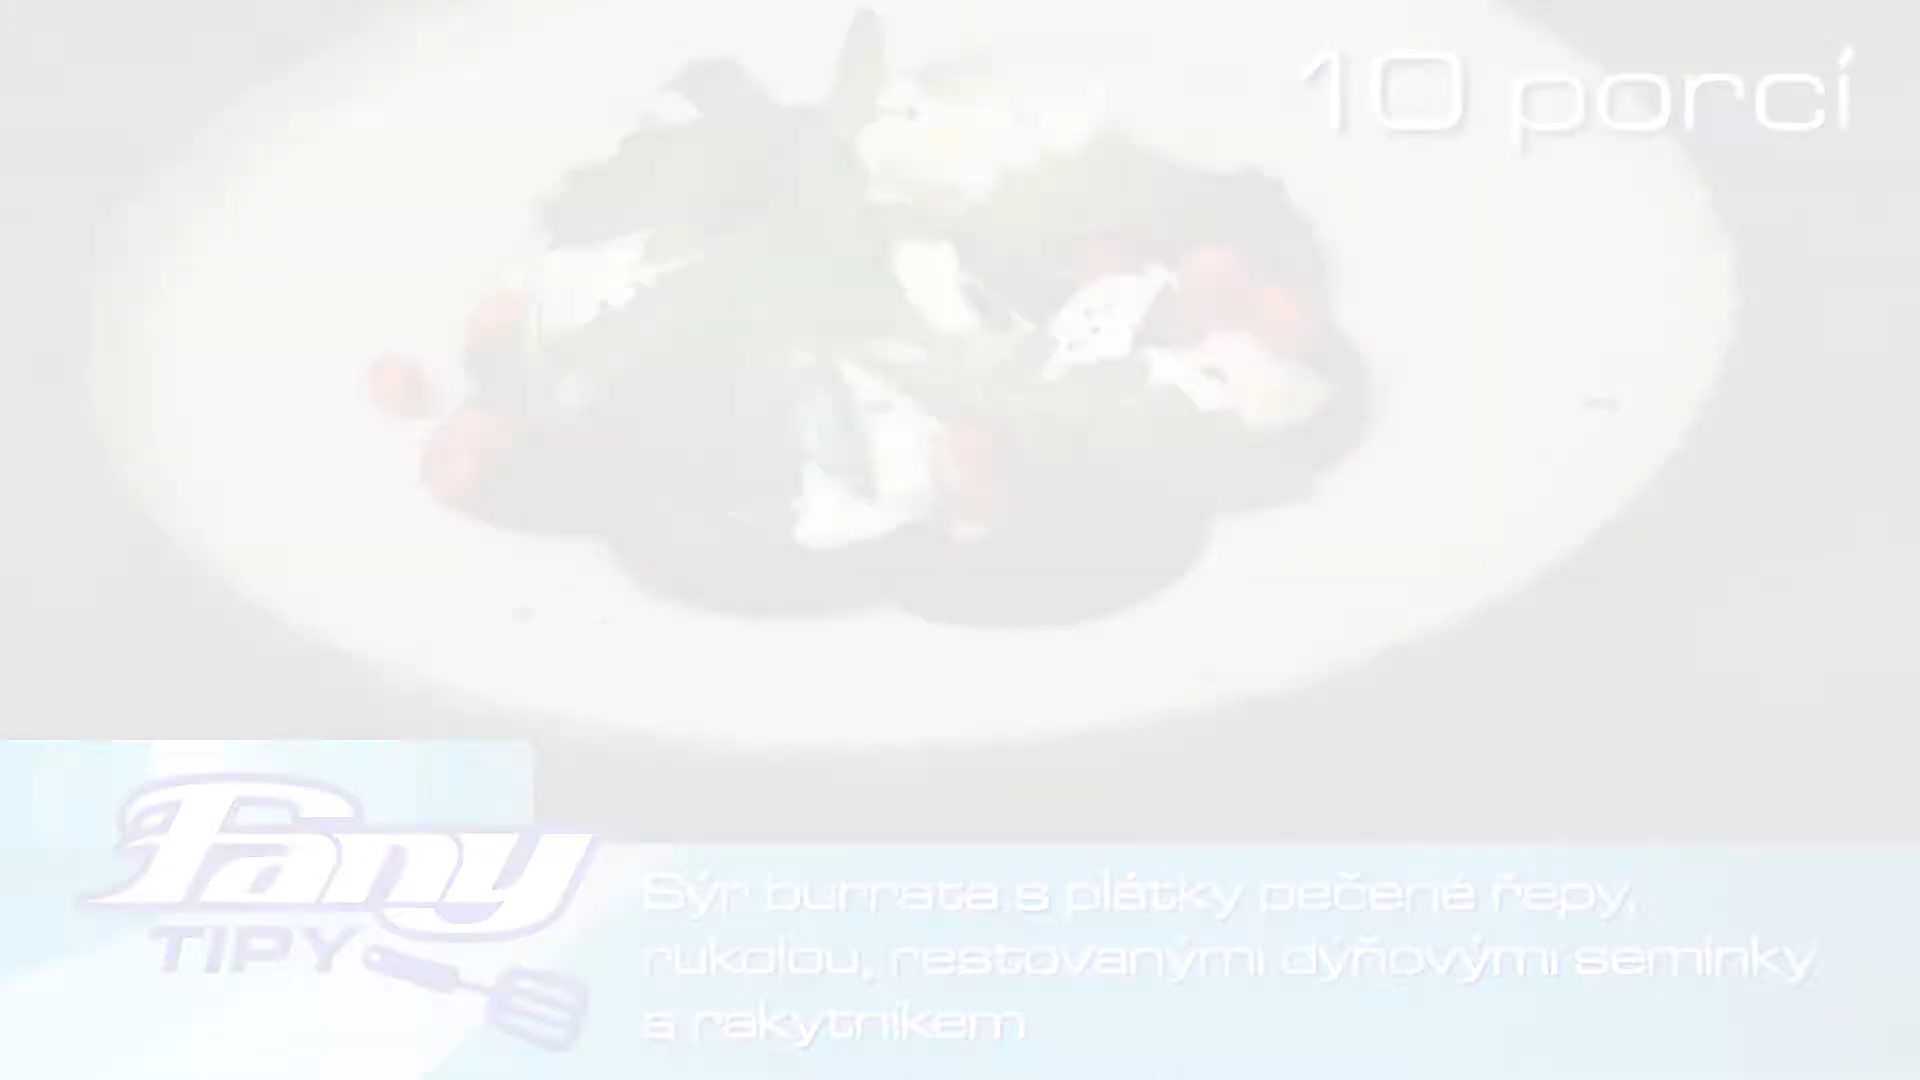 10 porcí
Fany
TIPY
Sýr burrata s plátky pečené řepy,
rukolou, restovanými dýňovými semínky
s rakytníkem